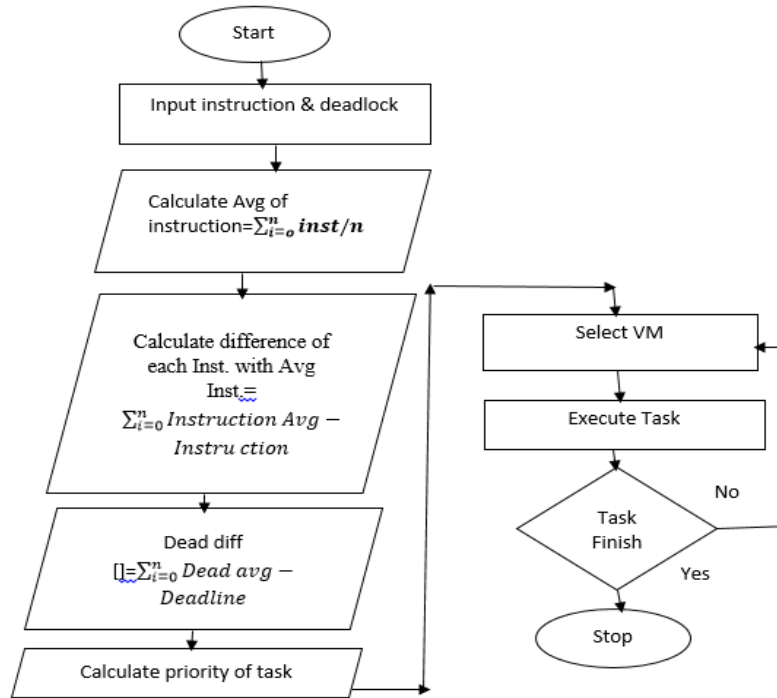 Start
Input instruction & deadlock
Calculate Avg of
instruction=∑ⁿᵢ₌ₒ inst/n
Calculate difference of
each Inst. with Avg
Inst.=
∑ⁿᵢ₌₀ Instruction Avg −
Instru ction
Dead diff
[]=∑ⁿᵢ₌₀ Dead avg −
Deadline
Calculate priority of task
Select VM
Execute Task
Task
Finish
No
Yes
Stop